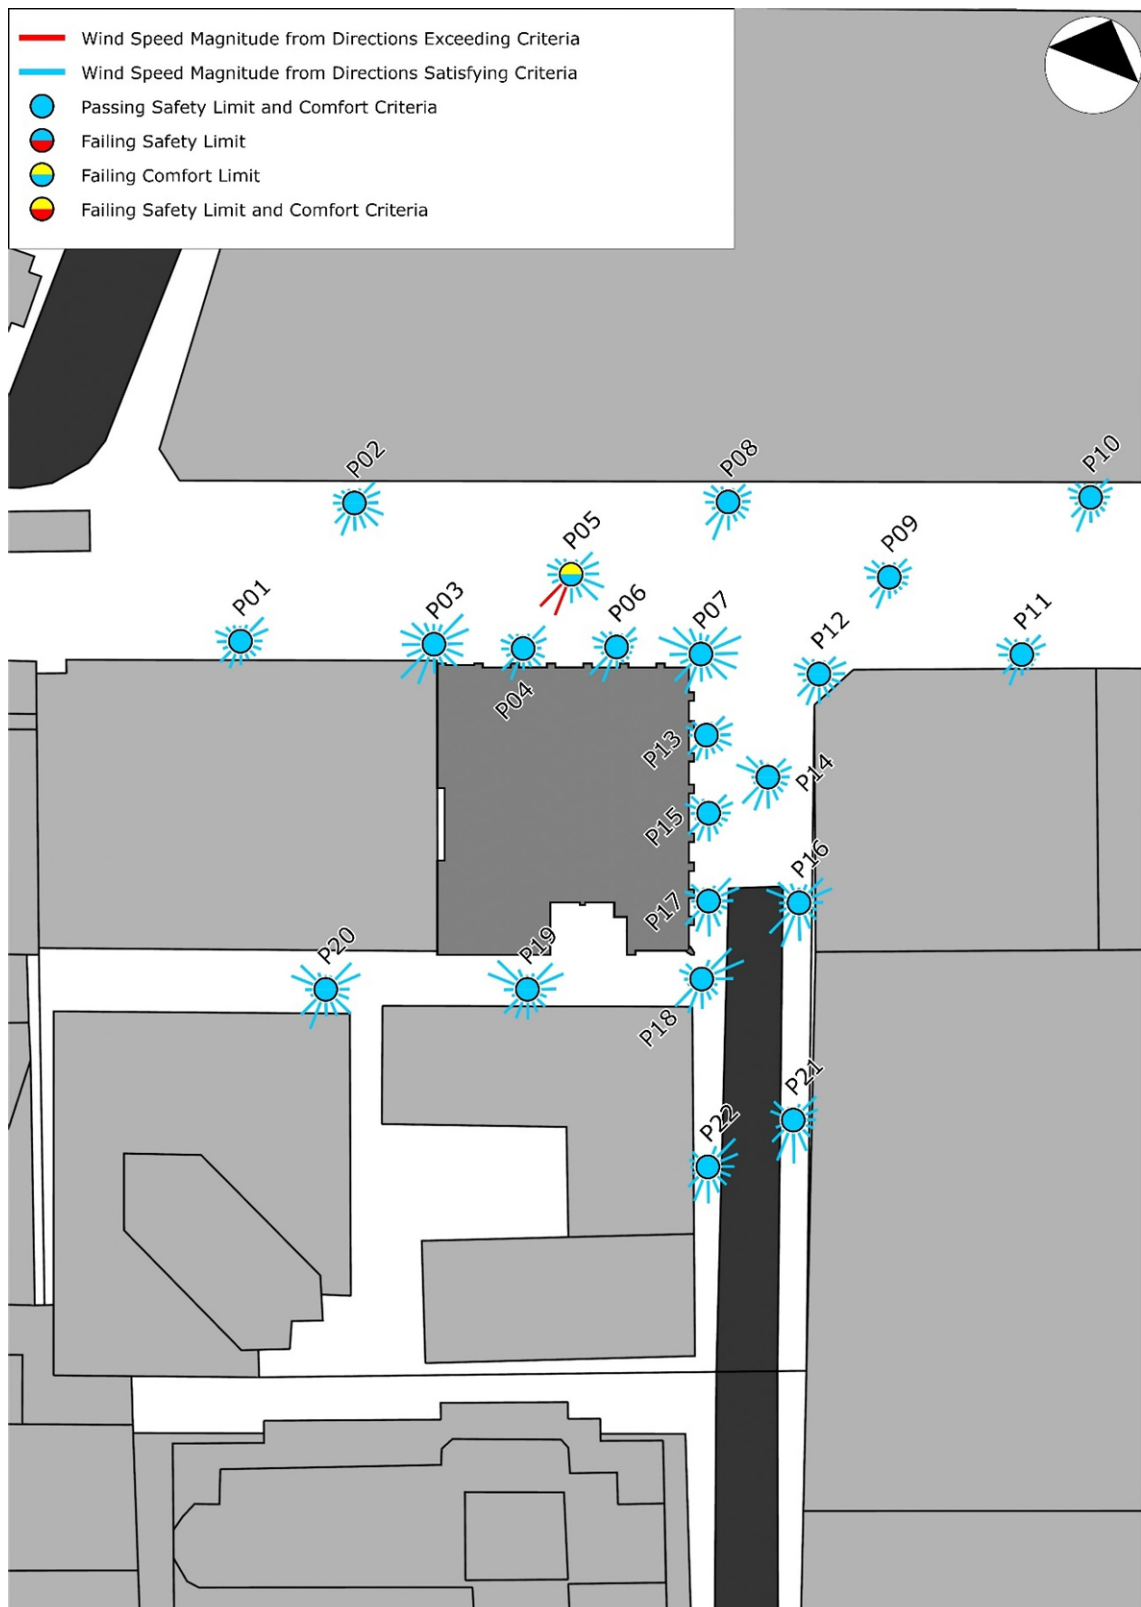 Wind Speed Magnitude from Directions Exceeding Criteria
Wind Speed Magnitude from Directions Satisfying Criteria
Passing Safety Limit and Comfort Criteria
Failing Safety Limit
Failing Comfort Limit
Failing Safety Limit and Comfort Criteria
P02
P08
P10
P05
P09
P01
P03
P06
P07
P12
P11
P04
P13
P14
P15
P16
P17
P20
P19
P18
P21
P22